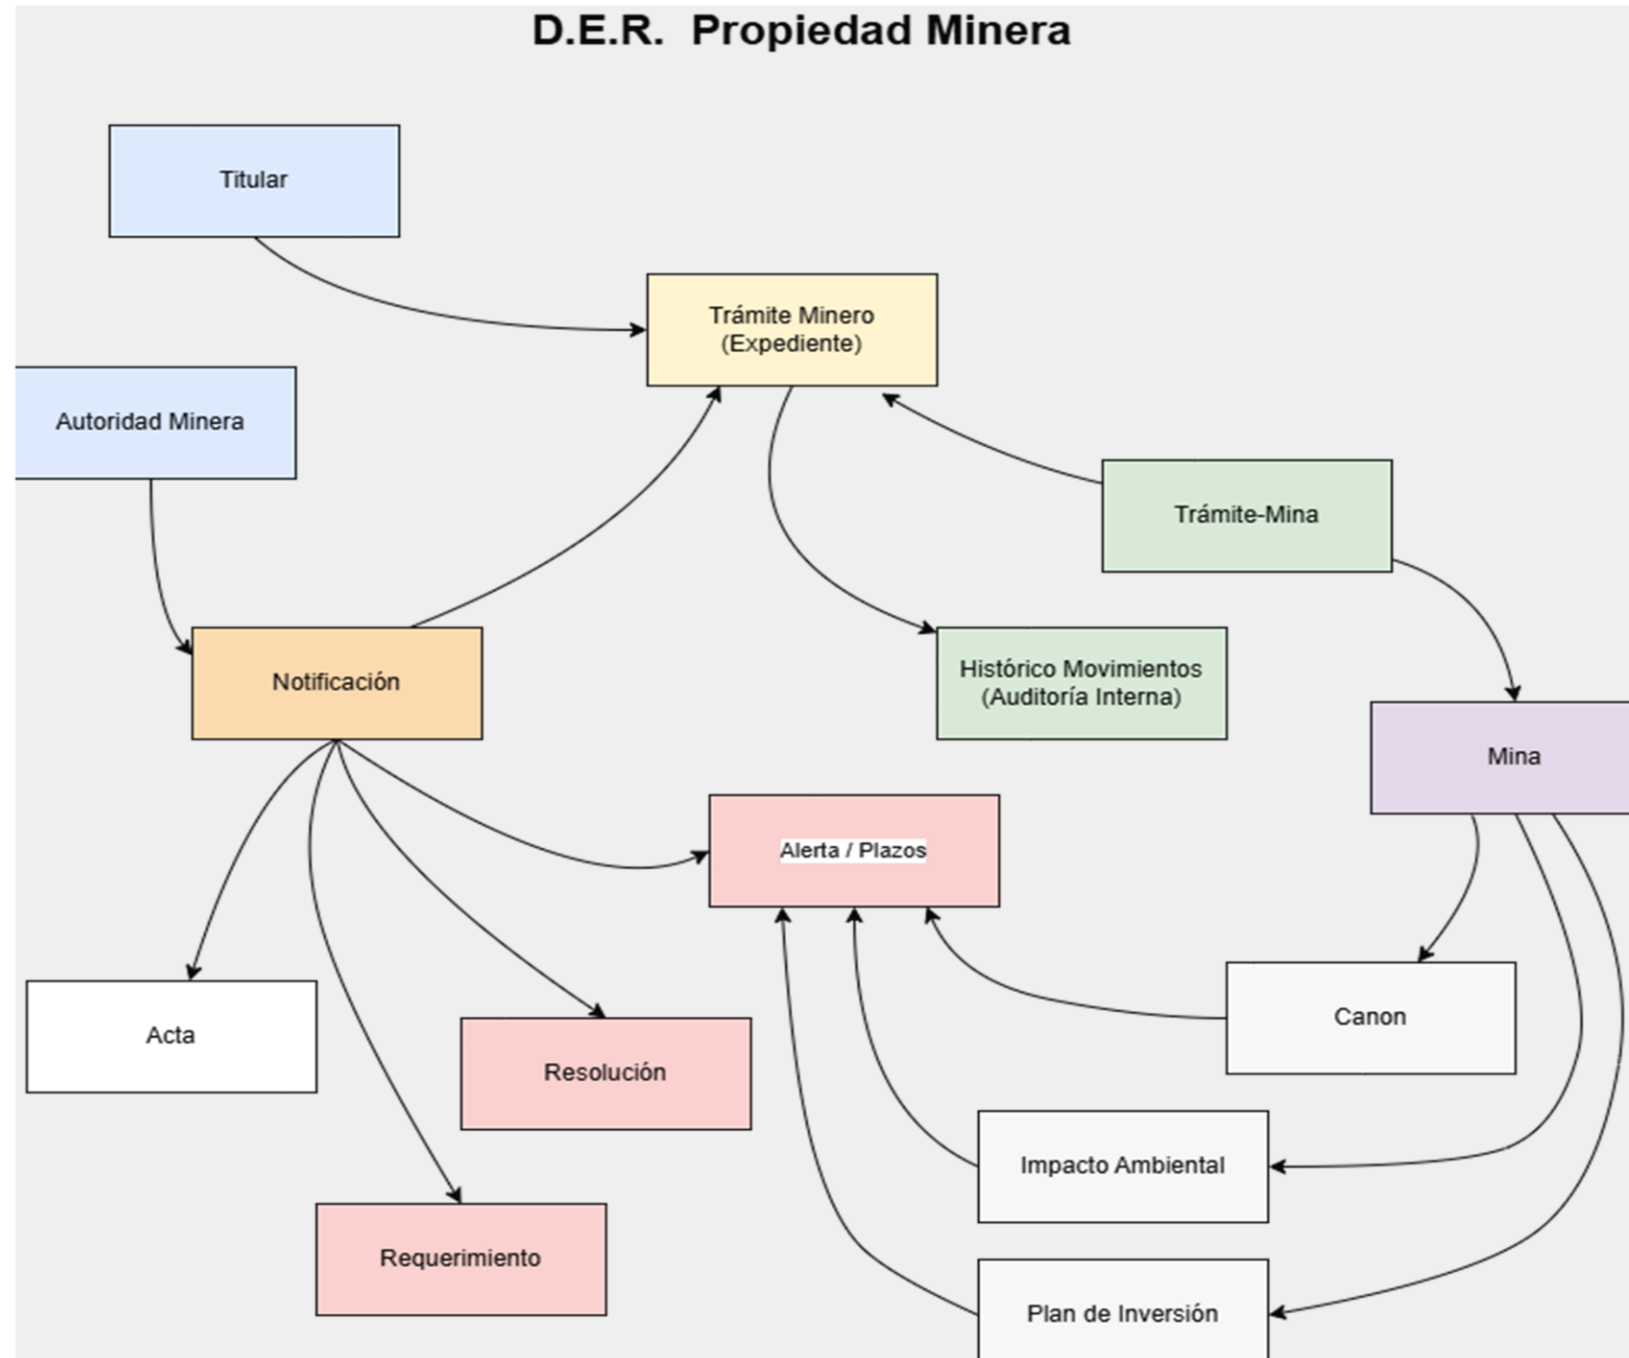 D.E.R.  Propiedad Minera
Titular
Trámite Minero
(Expediente)
Autoridad Minera
Trámite-Mina
Notificación
Histórico Movimientos
(Auditoría Interna)
Mina
Alerta / Plazos
Acta
Canon
Resolución
Impacto Ambiental
Requerimiento
Plan de Inversión